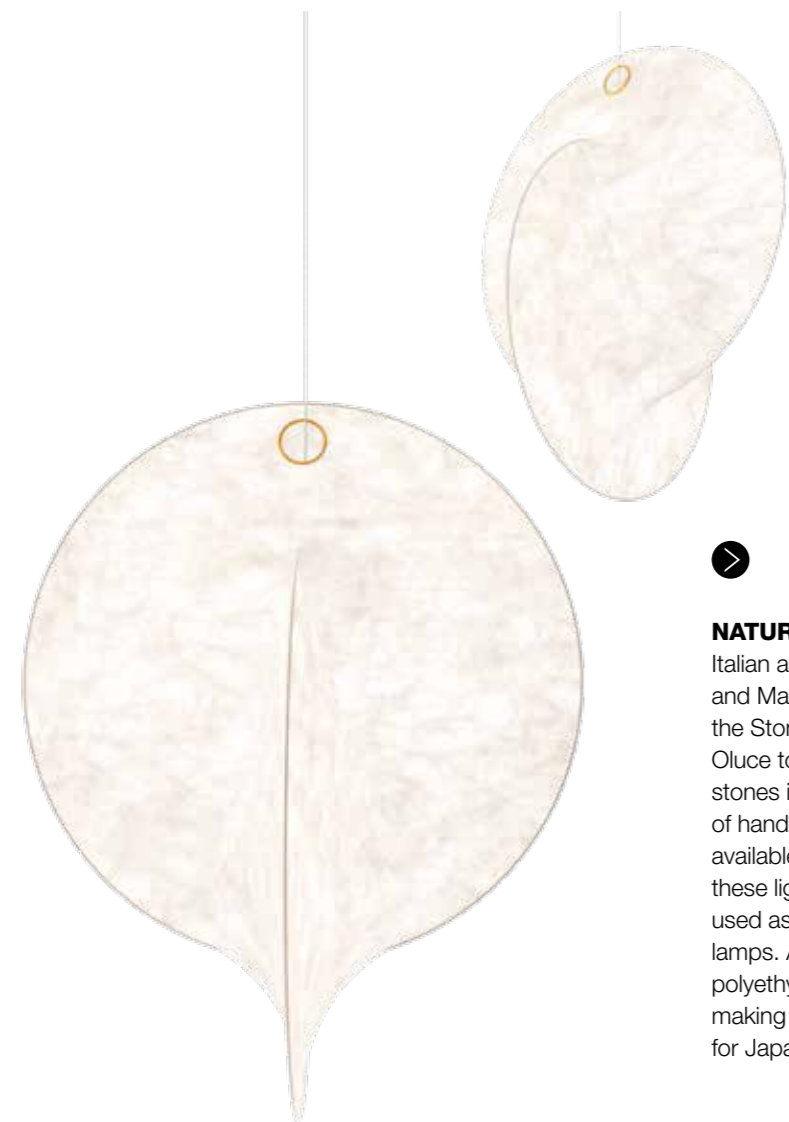 NATUR
Italian a
and Ma
the Stor
Oluce to
stones i
of hand
available
these lig
used as
lamps. A
polyethy
making
for Japa